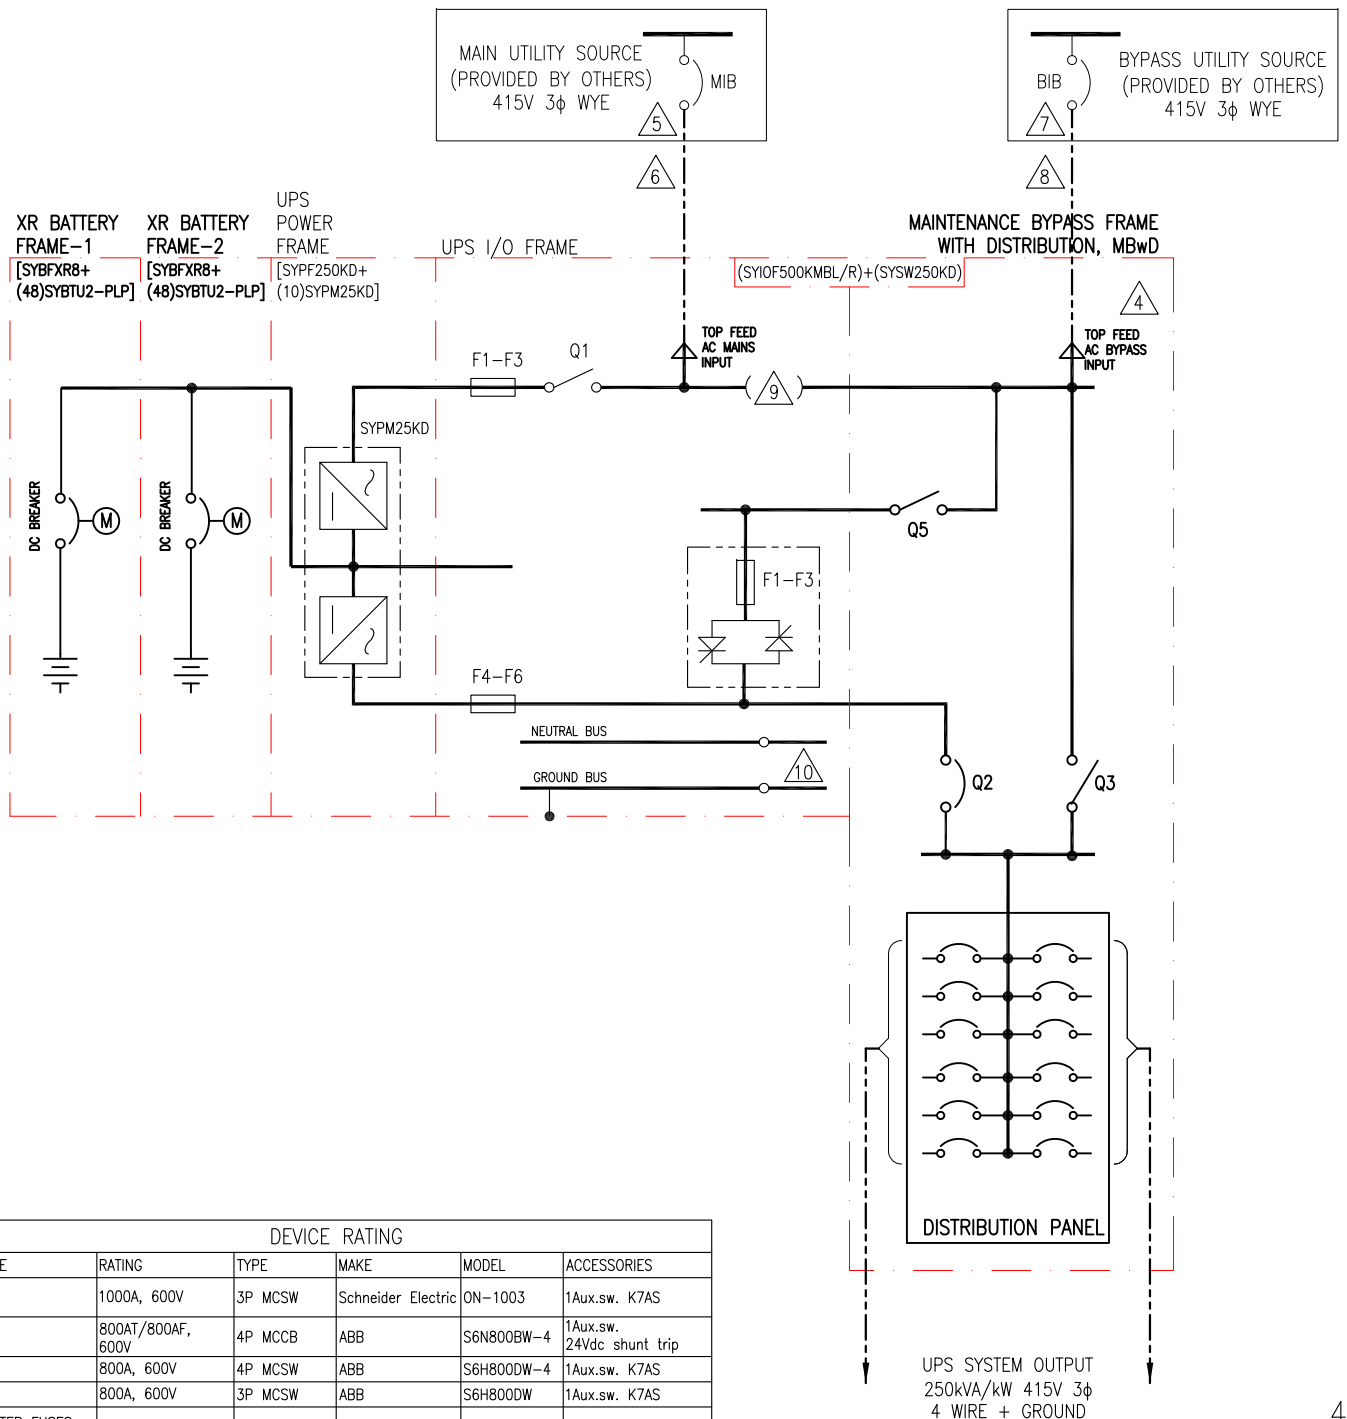 MAIN UTILITY SOURCE
(PROVIDED BY OTHERS)
415V 3ϕ WYE
MIB
5
6
BYPASS UTILITY SOURCE
(PROVIDED BY OTHERS)
415V 3ϕ WYE
BIB
7
8
XR BATTERY
FRAME-1
[SYBFXR8+
(48)SYBTU2-PLP]
XR BATTERY
FRAME-2
[SYBFXR8+
(48)SYBTU2-PLP]
UPS
POWER
FRAME
[SYPF250KD+
(10)SYPM25KD]
UPS I/O FRAME
MAINTENANCE BYPASS FRAME
WITH DISTRIBUTION, MBwD
(SYIOF500KMBL/R)+(SYSW250KD)
4
TOP FEED
AC MAINS
INPUT
TOP FEED
AC BYPASS
INPUT
F1-F3
Q1
9
SYPM25KD
DC BREAKER
M
DC BREAKER
M
Q5
F1-F3
F4-F6
NEUTRAL BUS
GROUND BUS
10
Q2
Q3
DISTRIBUTION PANEL
DEVICE RATING
E RATING TYPE MAKE MODEL ACCESSORIES
1000A, 600V 3P MCSW Schneider Electric ON-1003 1Aux.sw. K7AS
800AT/800AF, 600V 4P MCCB ABB S6N800BW-4 1Aux.sw. 24Vdc shunt trip
800A, 600V 4P MCSW ABB S6H800DW-4 1Aux.sw. K7AS
800A, 600V 3P MCSW ABB S6H800DW 1Aux.sw. K7AS
UPS SYSTEM OUTPUT
250kVA/kW 415V 3ϕ
4 WIRE + GROUND
4